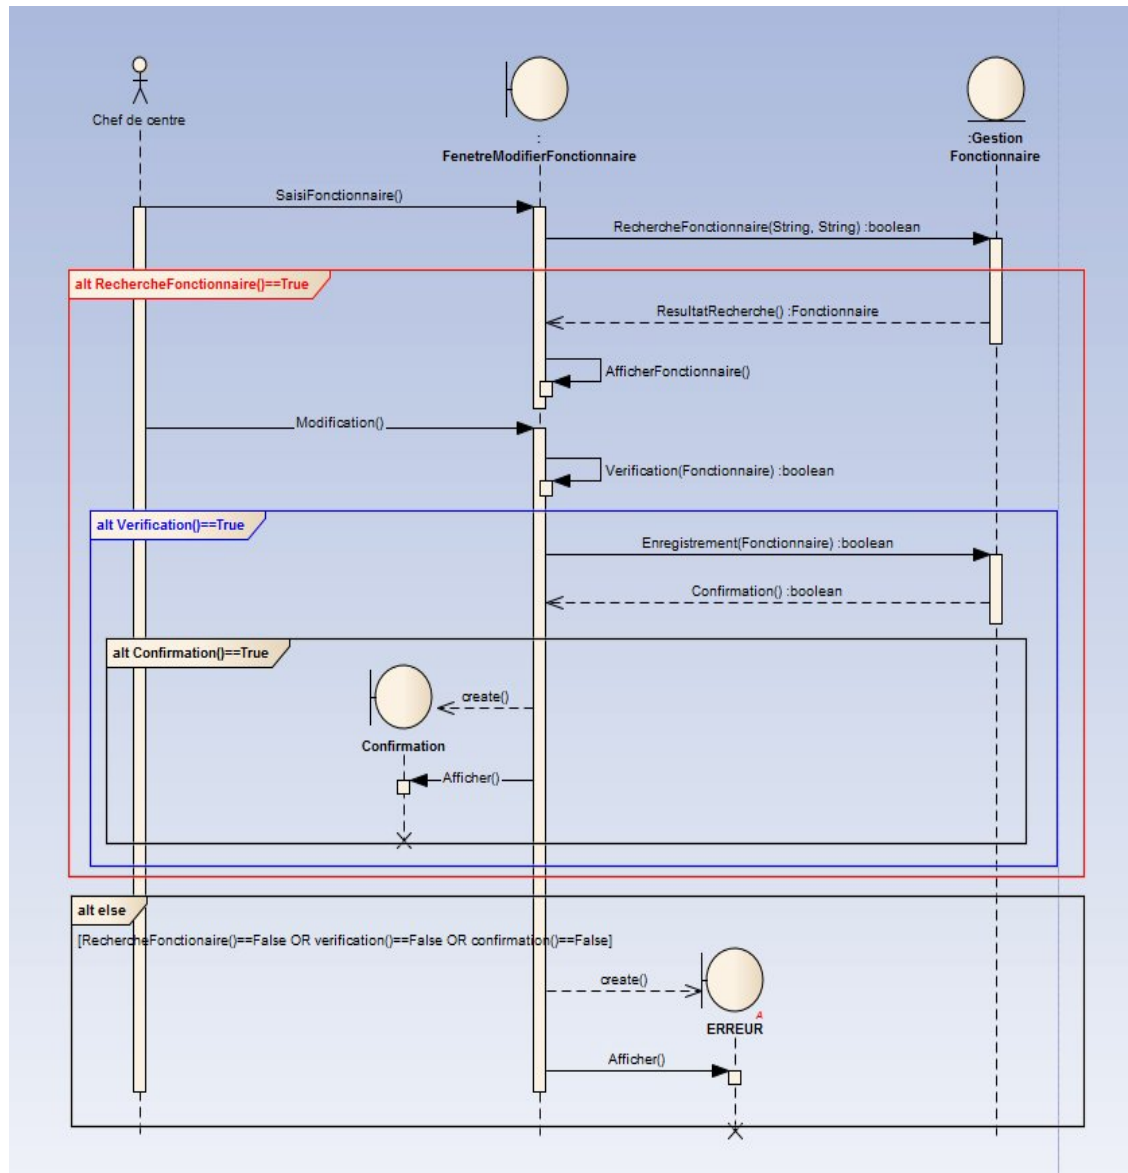 Chef de centre
:
FenetreModifierFonctionnaire
:Gestion
Fonctionnaire
SaisiFonctionnaire()
RechercheFonctionnaire(String, String) :boolean
alt RechercheFonctionnaire()==True
ResultatRecherche() :Fonctionnaire
AfficherFonctionnaire()
Modification()
Verification(Fonctionnaire) :boolean
alt Verification()==True
Enregistrement(Fonctionnaire) :boolean
Confirmation() :boolean
alt Confirmation()==True
create()
Confirmation
Afficher()
alt else
[RechercheFonctionaire()==False OR verification()==False OR confirmation()==False]
create()
A
ERREUR
Afficher()